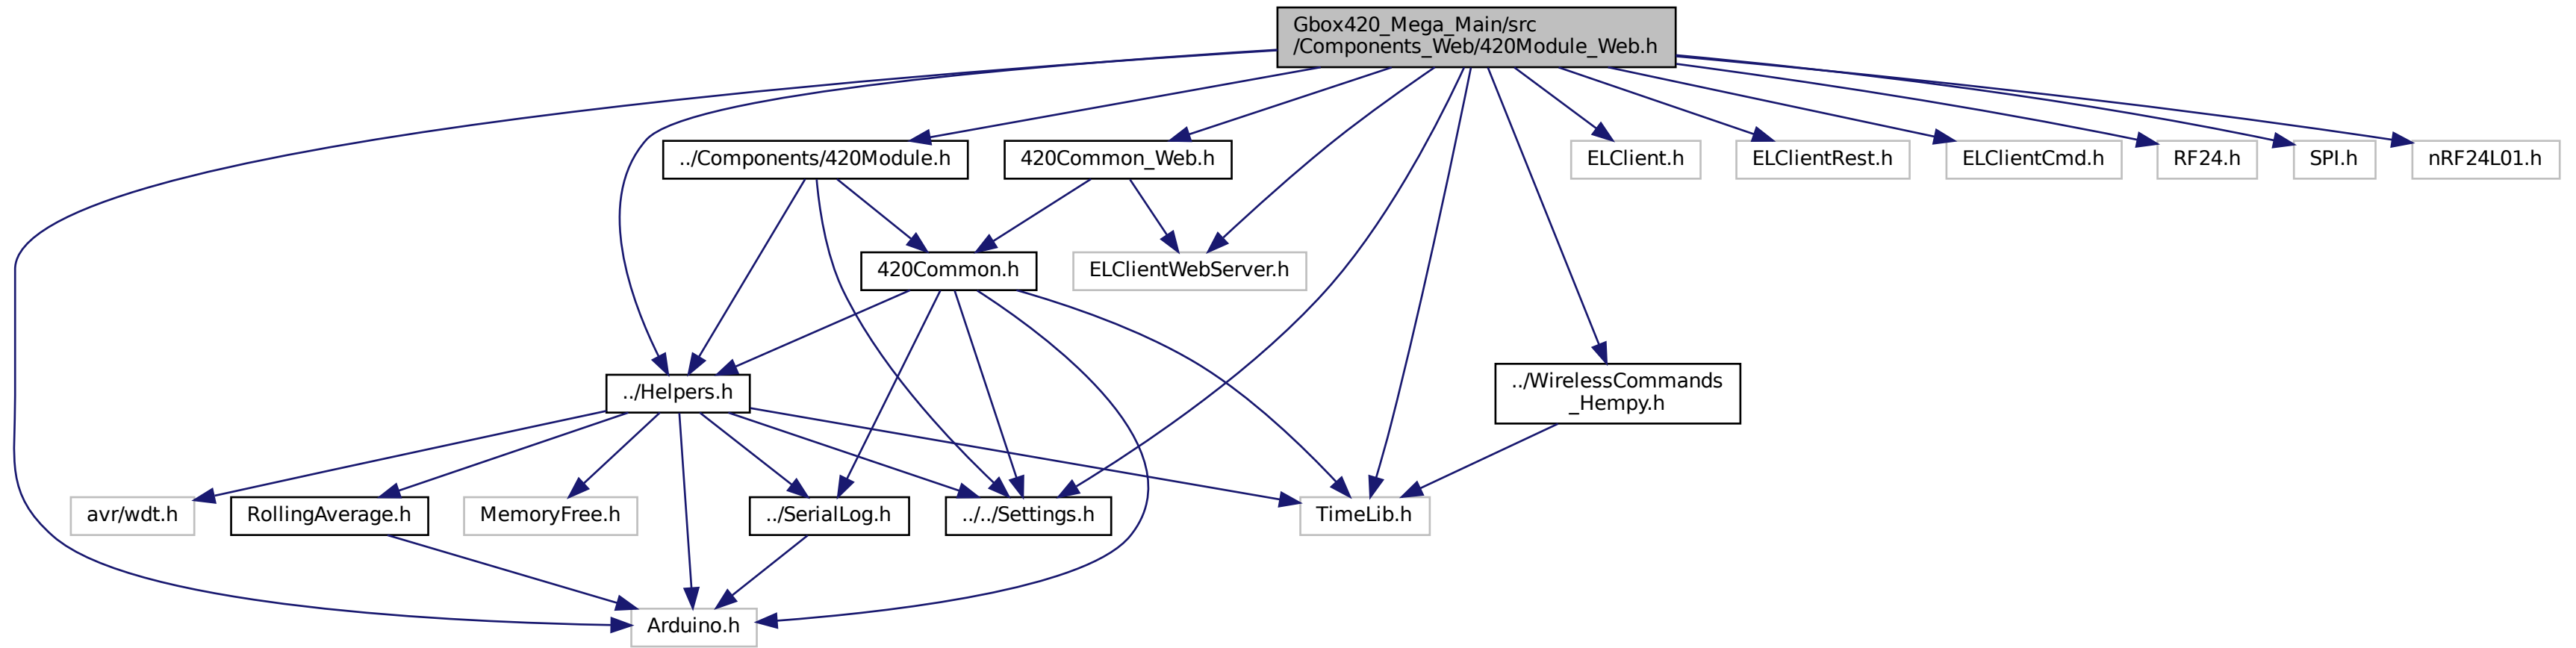 Gbox420_Mega_Main/src
/Components_Web/420Module_Web.h
../Components/420Module.h
420Common_Web.h
ELClient.h
ELClientRest.h
ELClientCmd.h
RF24.h
SPI.h
nRF24L01.h
420Common.h
ELClientWebServer.h
../Helpers.h
../WirelessCommands
_Hempy.h
avr/wdt.h
RollingAverage.h
MemoryFree.h
../SerialLog.h
../../Settings.h
TimeLib.h
Arduino.h